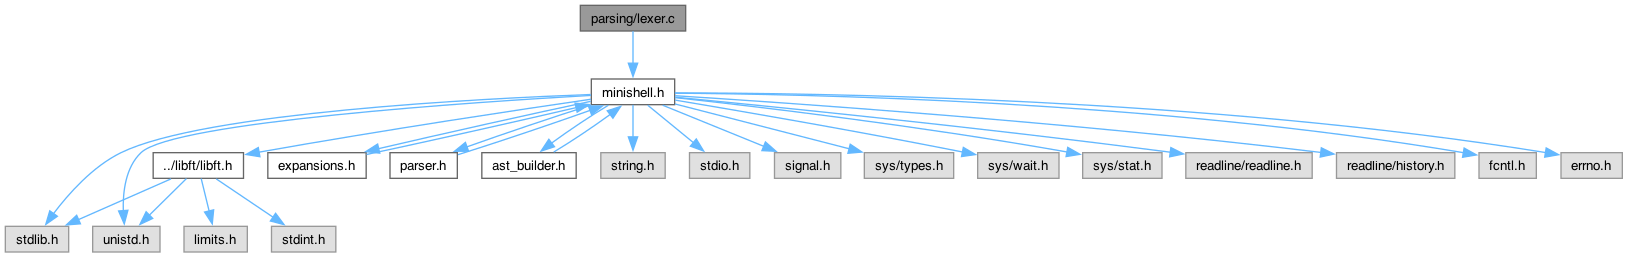 parsing/lexer.c
minishell.h
../libft/libft.h
expansions.h
parser.h
ast_builder.h
string.h
stdio.h
signal.h
sys/types.h
sys/wait.h
sys/stat.h
readline/readline.h
readline/history.h
fcntl.h
errno.h
stdlib.h
unistd.h
limits.h
stdint.h